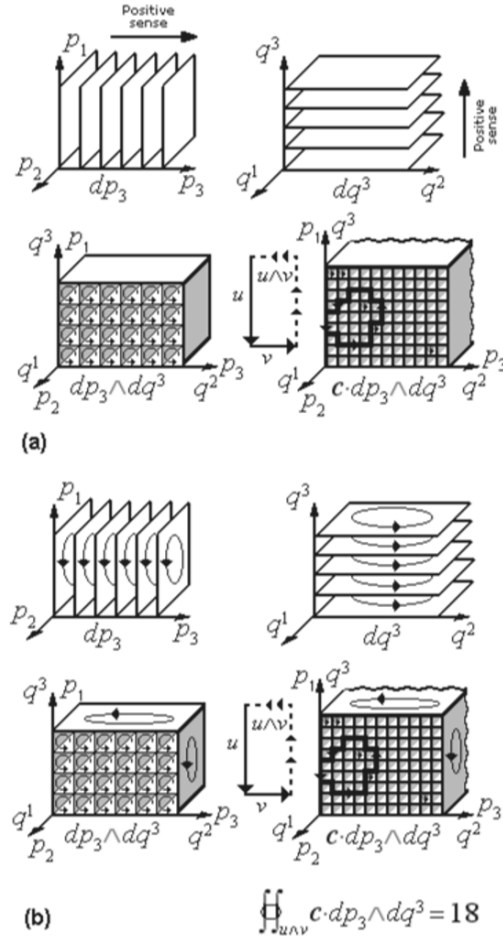 Positive sense
p₁
p₂ dp₃ p₃
q³
Positive sense
q¹ dq³ q²
q³ p₁
q¹ p₂ dp₃∧dq³ q² p₃
u u∧v v
p₁ q³
q¹ p₂ c·dp₃∧dq³ p₃
(a)
p₁
p₂ dp₃ p₃
q³
q¹ dq³ q²
q³ p₁
q¹ p₂ dp₃∧dq³ q² p₃
u u∧v v
p₁ q³
q¹ p₂ c·dp₃∧dq³ p₃
(b)
∯u∧v c·dp₃∧dq³ = 18